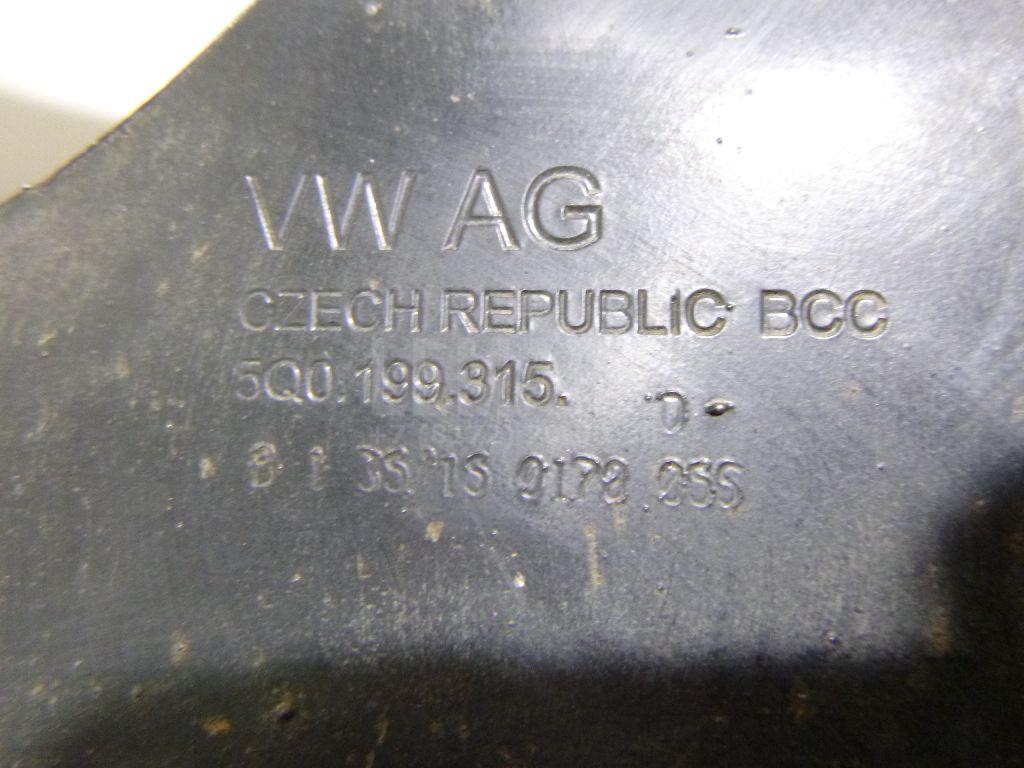 VW AG
CZECH REPUBLIC BCC
5Q0.199.315. D